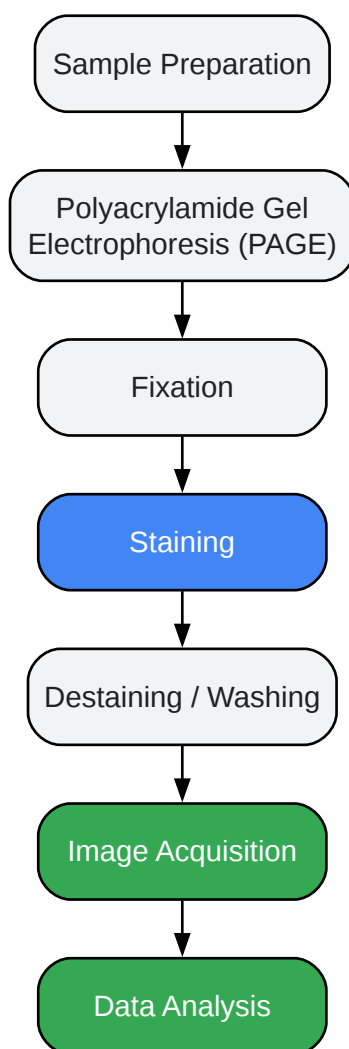 Sample Preparation
Polyacrylamide Gel
Electrophoresis (PAGE)
Fixation
Staining
Destaining / Washing
Image Acquisition
Data Analysis